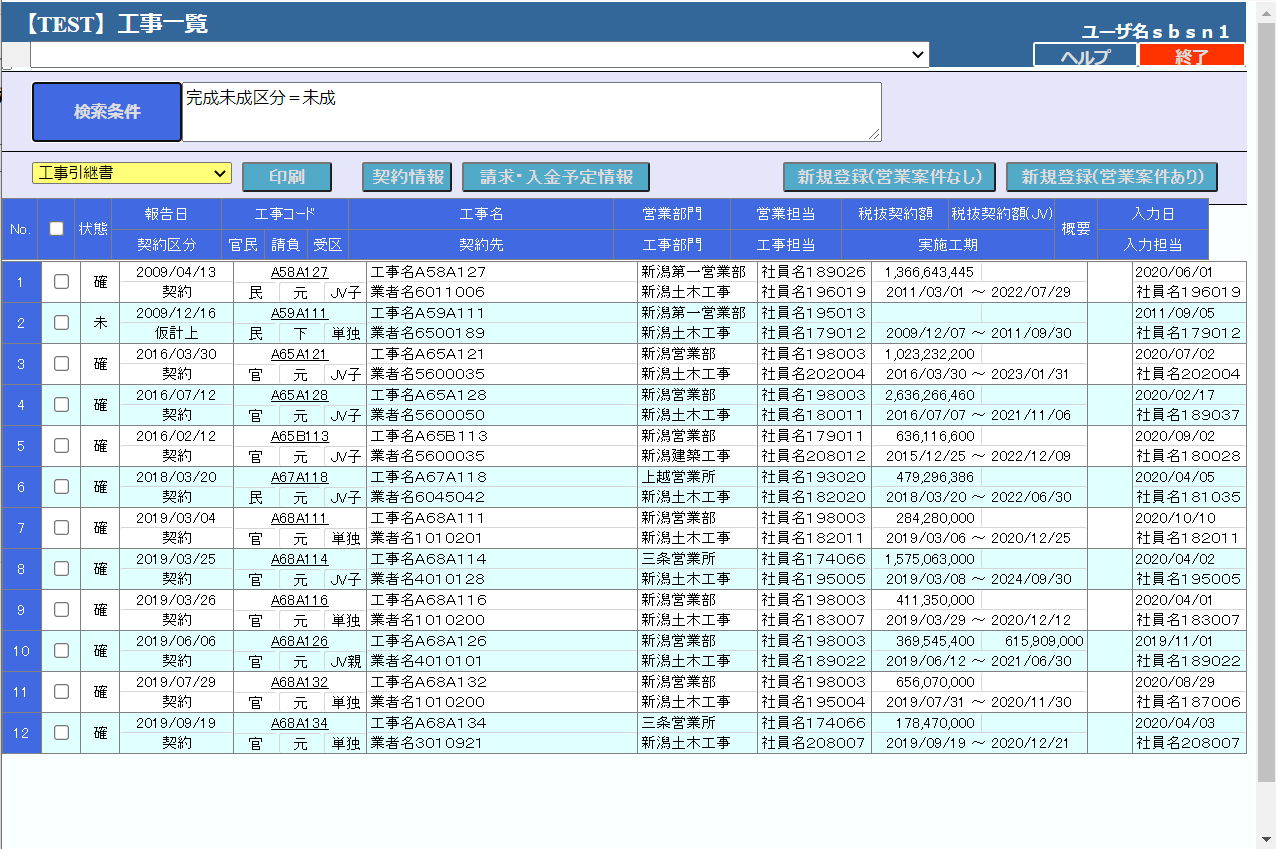 【TEST】工事一覧
ユーザ名ｓｂｓｎ１
ヘルプ 終了
検索条件 完成未成区分＝未成
工事引継書 印刷 契約情報 請求・入金予定情報 新規登録(営業案件なし) 新規登録(営業案件あり)
No. 状態 報告日 工事コード 工事名 営業部門 営業担当 税抜契約額 税抜契約額(JV) 概要 入力日
契約区分 官民 請負 受区 契約先 工事部門 工事担当 実施工期 入力担当
1 確 2009/04/13 A58A127 工事名A58A127 新潟第一営業部 社員名189026 1,366,643,445 2020/06/01
契約 民 元 JV子 業者名6011006 新潟土木工事 社員名196019 2011/03/01 ～ 2022/07/29 社員名196019
2 未 2009/12/16 A59A111 工事名A59A111 新潟第一営業部 社員名195013 2011/09/05
仮計上 民 下 単独 業者名6500189 新潟土木工事 社員名179012 2009/12/07 ～ 2011/09/30 社員名179012
3 確 2016/03/30 A65A121 工事名A65A121 新潟営業部 社員名198003 1,023,232,200 2020/07/02
契約 官 元 JV子 業者名5600035 新潟土木工事 社員名202004 2016/03/30 ～ 2023/01/31 社員名202004
4 確 2016/07/12 A65A128 工事名A65A128 新潟営業部 社員名198003 2,636,266,460 2020/02/17
契約 官 元 JV子 業者名5600050 新潟土木工事 社員名180011 2016/07/07 ～ 2021/11/06 社員名189037
5 確 2016/02/12 A65B113 工事名A65B113 新潟営業部 社員名179011 636,116,600 2020/09/02
契約 官 元 JV子 業者名5600035 新潟建築工事 社員名208012 2015/12/25 ～ 2022/12/09 社員名180028
6 確 2018/03/20 A67A118 工事名A67A118 上越営業所 社員名193020 479,296,386 2020/04/05
契約 民 元 JV子 業者名6045042 新潟土木工事 社員名182020 2018/03/20 ～ 2022/06/30 社員名181035
7 確 2019/03/04 A68A111 工事名A68A111 新潟営業部 社員名198003 284,280,000 2020/10/10
契約 官 元 単独 業者名1010201 新潟土木工事 社員名182011 2019/03/06 ～ 2020/12/25 社員名182011
8 確 2019/03/25 A68A114 工事名A68A114 三条営業所 社員名174066 1,575,063,000 2020/04/02
契約 官 元 JV子 業者名4010128 新潟土木工事 社員名195005 2019/03/08 ～ 2024/09/30 社員名195005
9 確 2019/03/26 A68A116 工事名A68A116 新潟営業部 社員名198003 411,350,000 2020/04/01
契約 官 元 単独 業者名1010200 新潟土木工事 社員名183007 2019/03/29 ～ 2020/12/12 社員名183007
10 確 2019/06/06 A68A126 工事名A68A126 新潟営業部 社員名198003 369,545,400 615,909,000 2019/11/01
契約 官 元 JV親 業者名4010101 新潟土木工事 社員名189022 2019/06/12 ～ 2021/06/30 社員名189022
11 確 2019/07/29 A68A132 工事名A68A132 新潟営業部 社員名198003 656,070,000 2020/08/29
契約 官 元 単独 業者名1010200 新潟土木工事 社員名195004 2019/07/31 ～ 2020/11/30 社員名187006
12 確 2019/09/19 A68A134 工事名A68A134 三条営業所 社員名174066 178,470,000 2020/04/03
契約 官 元 単独 業者名3010921 新潟土木工事 社員名208007 2019/09/19 ～ 2020/12/21 社員名208007